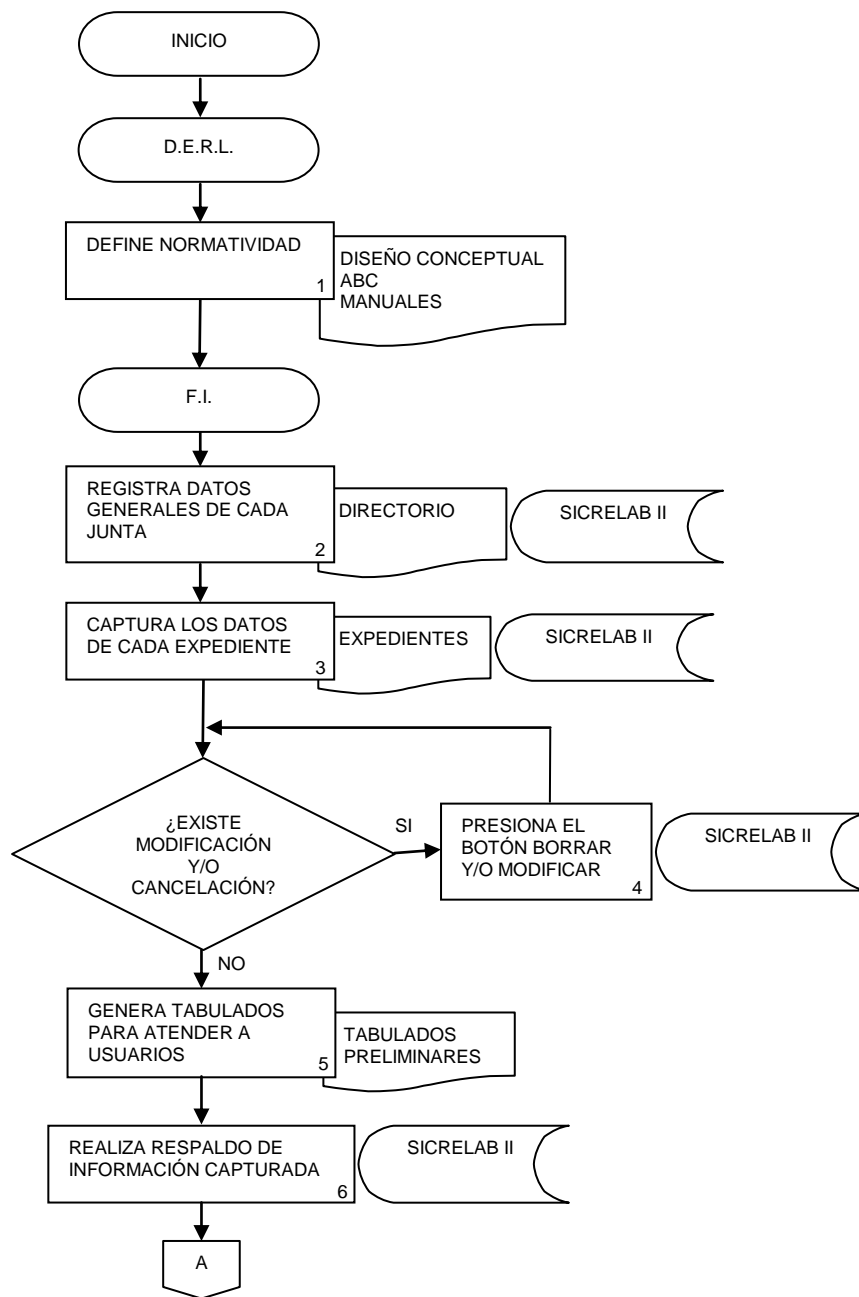 INICIO
D.E.R.L.
DEFINE NORMATIVIDAD
1
DISEÑO CONCEPTUAL
ABC
MANUALES
F.I.
REGISTRA DATOS
GENERALES DE CADA
JUNTA
2
DIRECTORIO
SICRELAB II
CAPTURA LOS DATOS
DE CADA EXPEDIENTE
3
EXPEDIENTES
SICRELAB II
¿EXISTE
MODIFICACIÓN
Y/O
CANCELACIÓN?
SI
PRESIONA EL
BOTÓN BORRAR
Y/O MODIFICAR
4
SICRELAB II
NO
GENERA TABULADOS
PARA ATENDER A
USUARIOS
5
TABULADOS
PRELIMINARES
REALIZA RESPALDO DE
INFORMACIÓN CAPTURADA
6
SICRELAB II
A